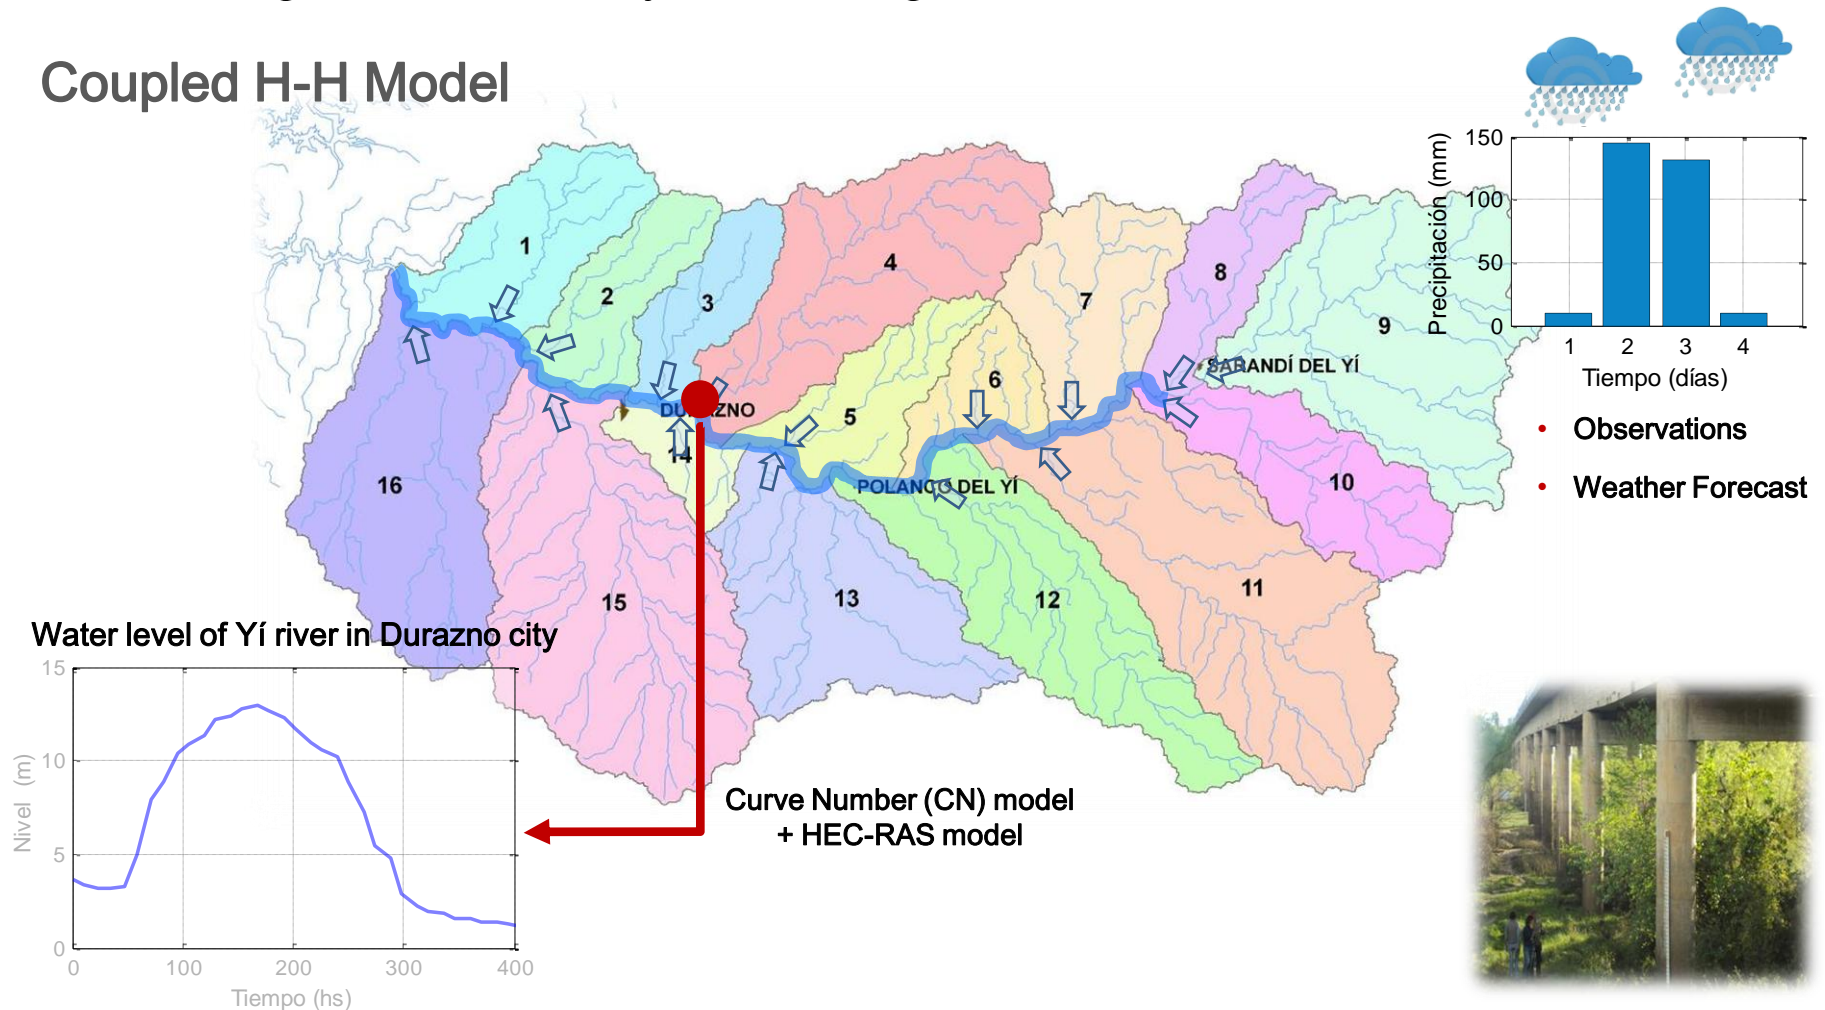 Coupled H-H Model
150
100
50
0
Precipitación (mm)
1
2
3
4
Tiempo (días)
• Observations
• Weather Forecast
1
2
3
4
5
6
7
8
9
10
11
12
13
14
15
16
SARANDÍ DEL YÍ
DURAZNO
POLANCO DEL YÍ
Water level of Yí river in Durazno city
15
10
5
0
Nivel (m)
0
100
200
300
400
Tiempo (hs)
Curve Number (CN) model
+ HEC-RAS model